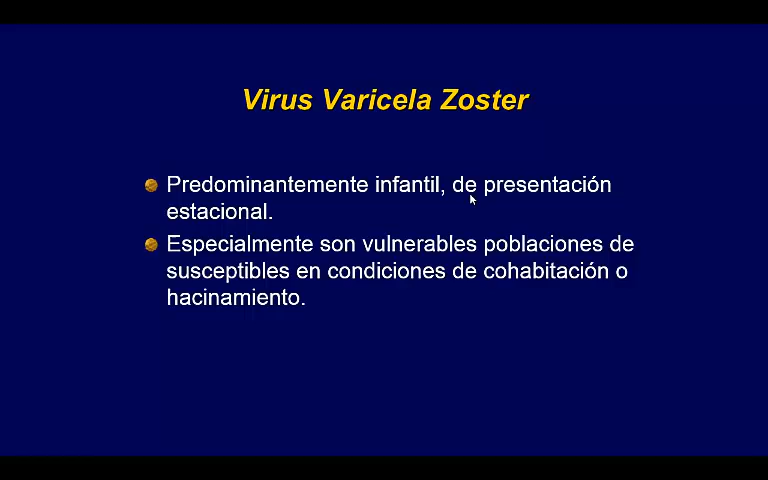 Virus Varicela Zoster
Predominantemente infantil, de presentación
estacional.
Especialmente son vulnerables poblaciones de
susceptibles en condiciones de cohabitación o
hacinamiento.